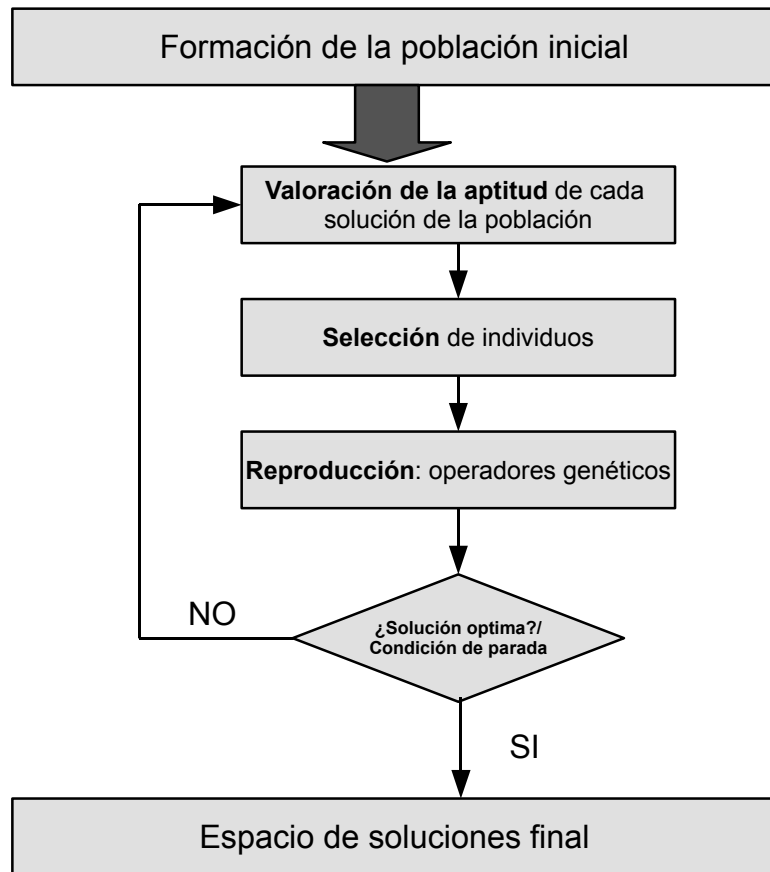 Formación de la población inicial
Valoración de la aptitud de cada
solución de la población
Selección de individuos
Reproducción: operadores genéticos
¿Solución optima?/
Condición de parada
NO
SI
Espacio de soluciones final